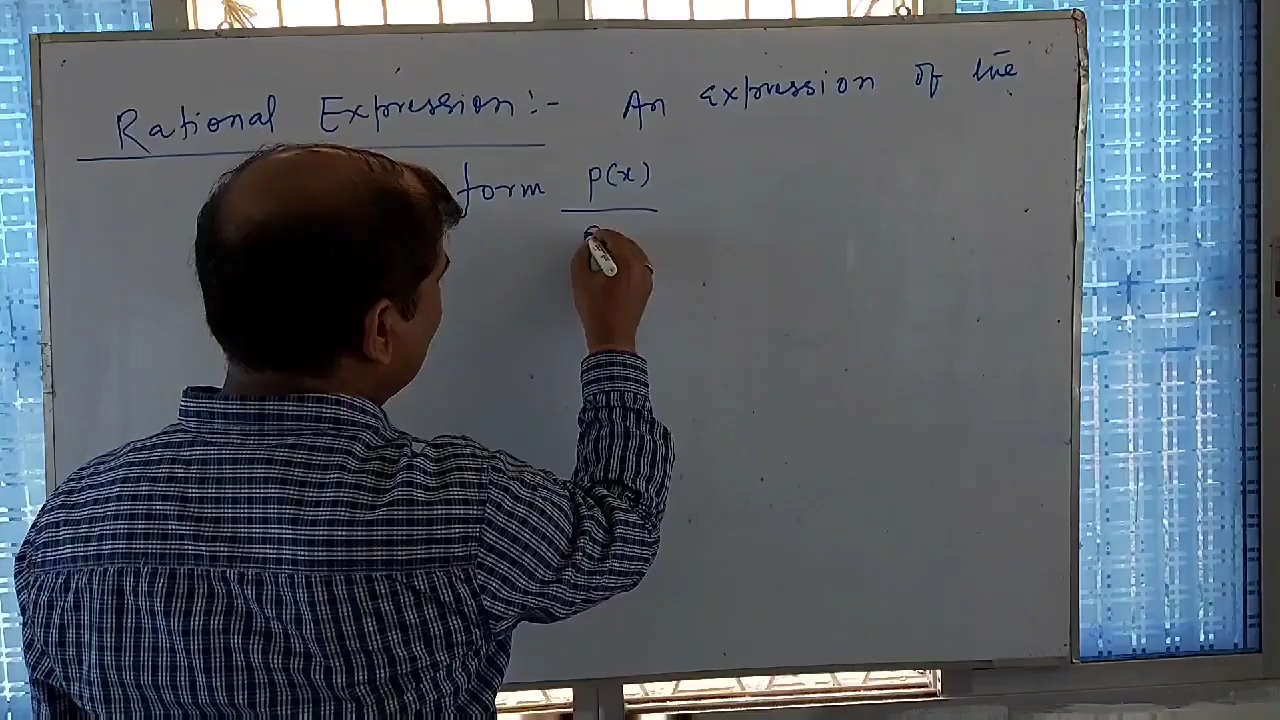 Rational Expression :- An expression of the
form P(x)